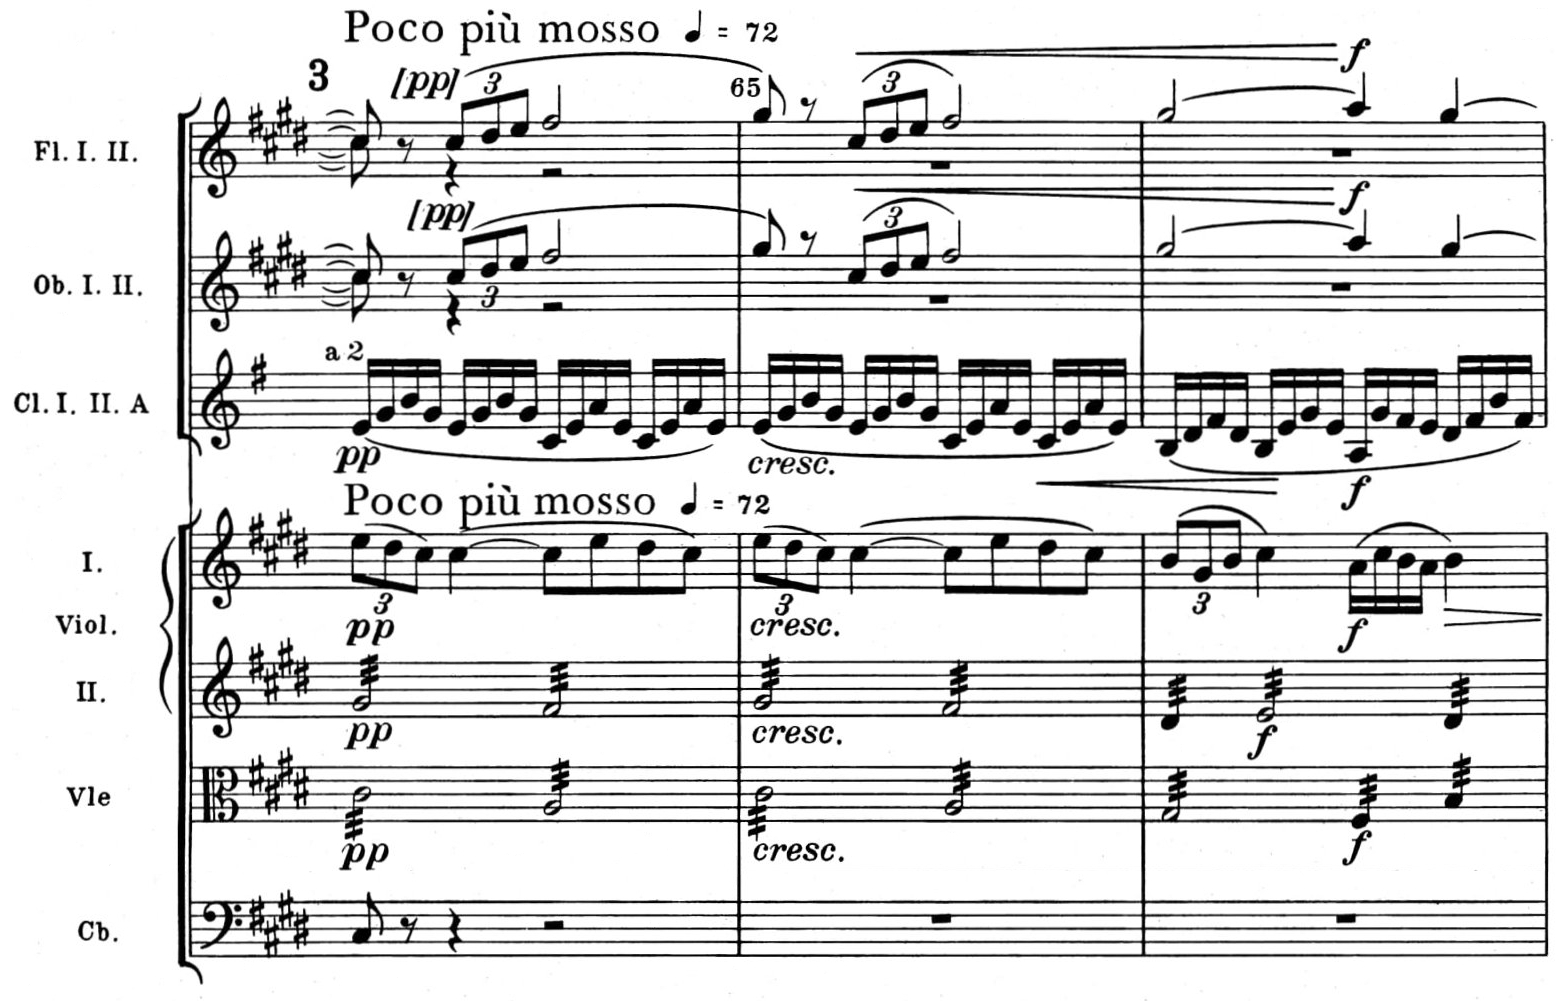 Poco più mosso ♩ = 72
3
[pp]
3
65
3
f
Fl. I. II.
[pp]
3
3
f
Ob. I. II.
a 2
Cl. I. II. A
pp
cresc.
f
Poco più mosso ♩ = 72
I.
3
3
3
Viol.
pp
cresc.
f
II.
pp
cresc.
f
Vle
pp
cresc.
f
Cb.